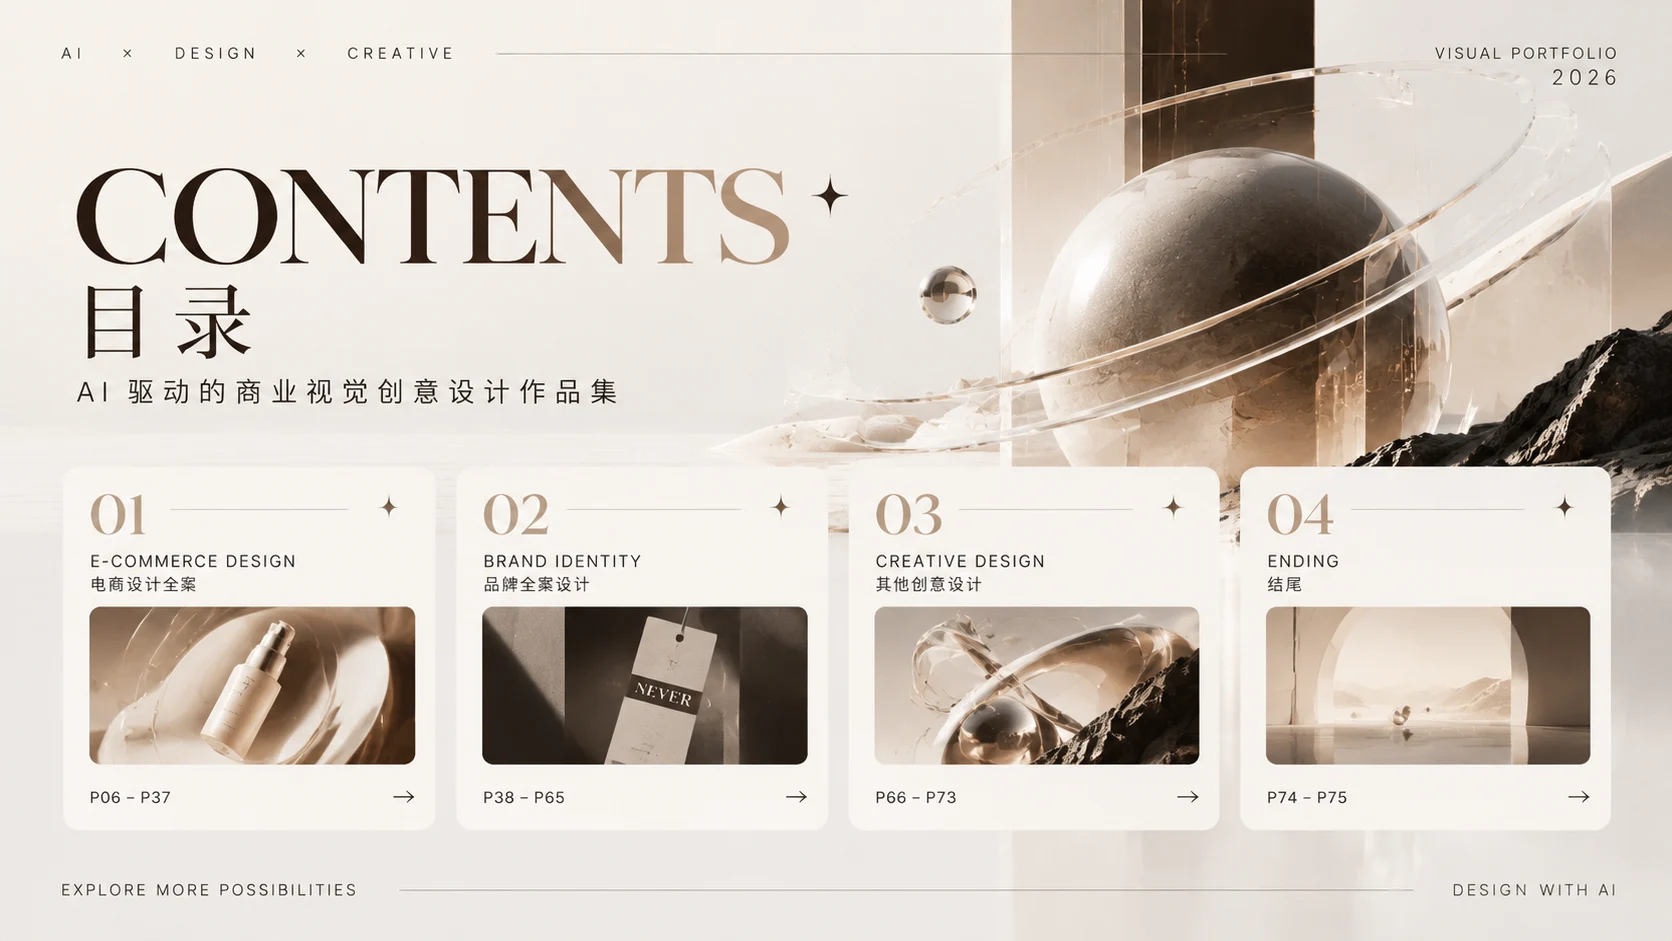 AI × DESIGN × CREATIVE
VISUAL PORTFOLIO
2026
CONTENTS
目录
AI 驱动的商业视觉创意设计作品集
01
E-COMMERCE DESIGN
电商设计全案
P06 – P37
02
BRAND IDENTITY
品牌全案设计
NEVER
P38 – P65
03
CREATIVE DESIGN
其他创意设计
P66 – P73
04
ENDING
结尾
P74 – P75
EXPLORE MORE POSSIBILITIES
DESIGN WITH AI